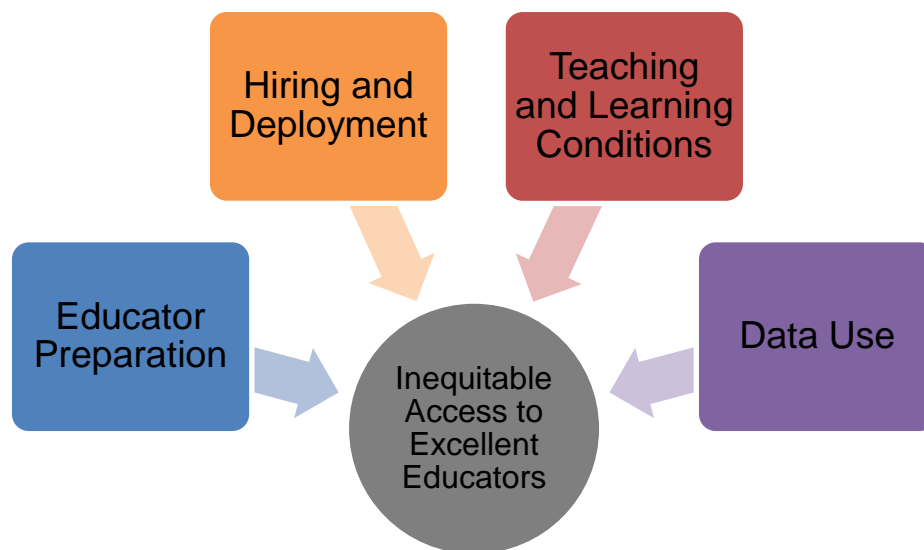 Hiring and
Deployment
Teaching
and Learning
Conditions
Educator
Preparation
Data Use
Inequitable
Access to
Excellent
Educators